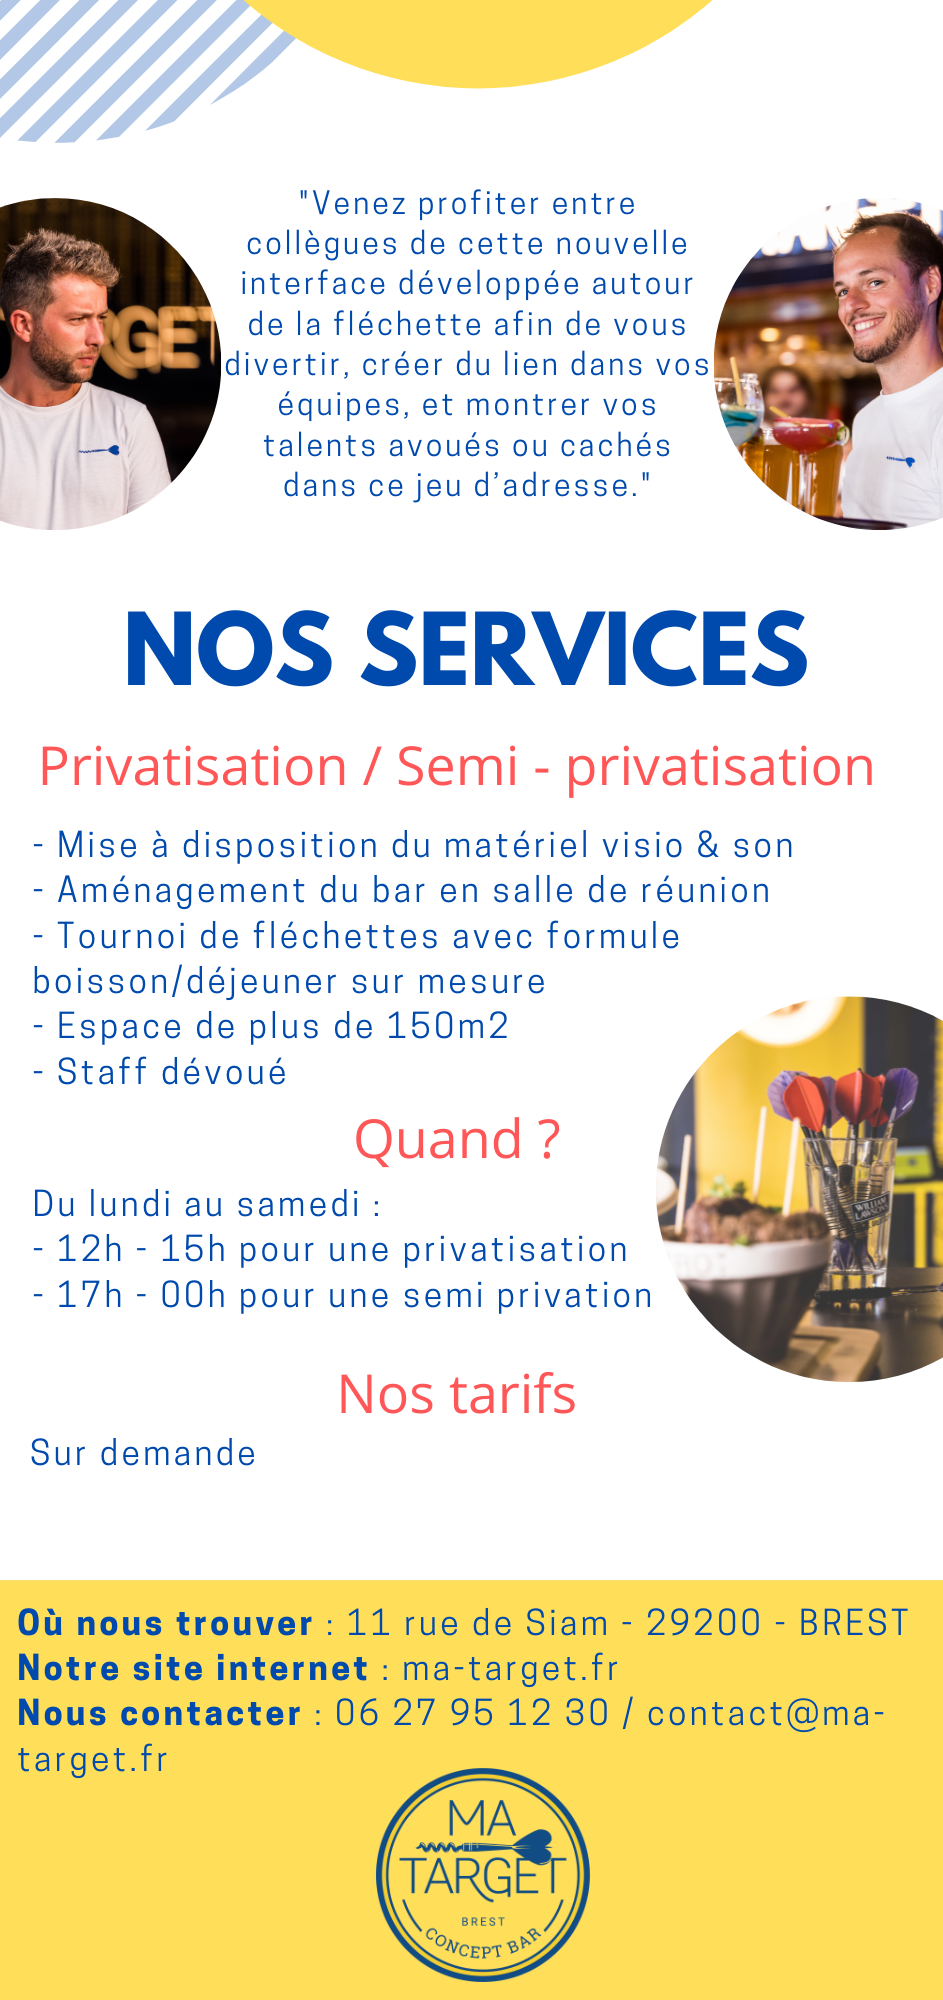 "Venez profiter entre
collègues de cette nouvelle
interface développée autour
de la fléchette afin de vous
divertir, créer du lien dans vos
équipes, et montrer vos
talents avoués ou cachés
dans ce jeu d’adresse."
RGET
NOS SERVICES
Privatisation / Semi - privatisation
- Mise à disposition du matériel visio & son
- Aménagement du bar en salle de réunion
- Tournoi de fléchettes avec formule
boisson/déjeuner sur mesure
- Espace de plus de 150m2
- Staff dévoué
Quand ?
Du lundi au samedi :
- 12h - 15h pour une privatisation
- 17h - 00h pour une semi privation
WILLIAM
LAWSON'S
Nos tarifs
Sur demande
Où nous trouver : 11 rue de Siam - 29200 - BREST
Notre site internet : ma-target.fr
Nous contacter : 06 27 95 12 30 / contact@ma-
target.fr
MA
TARGET
BREST
CONCEPT BAR